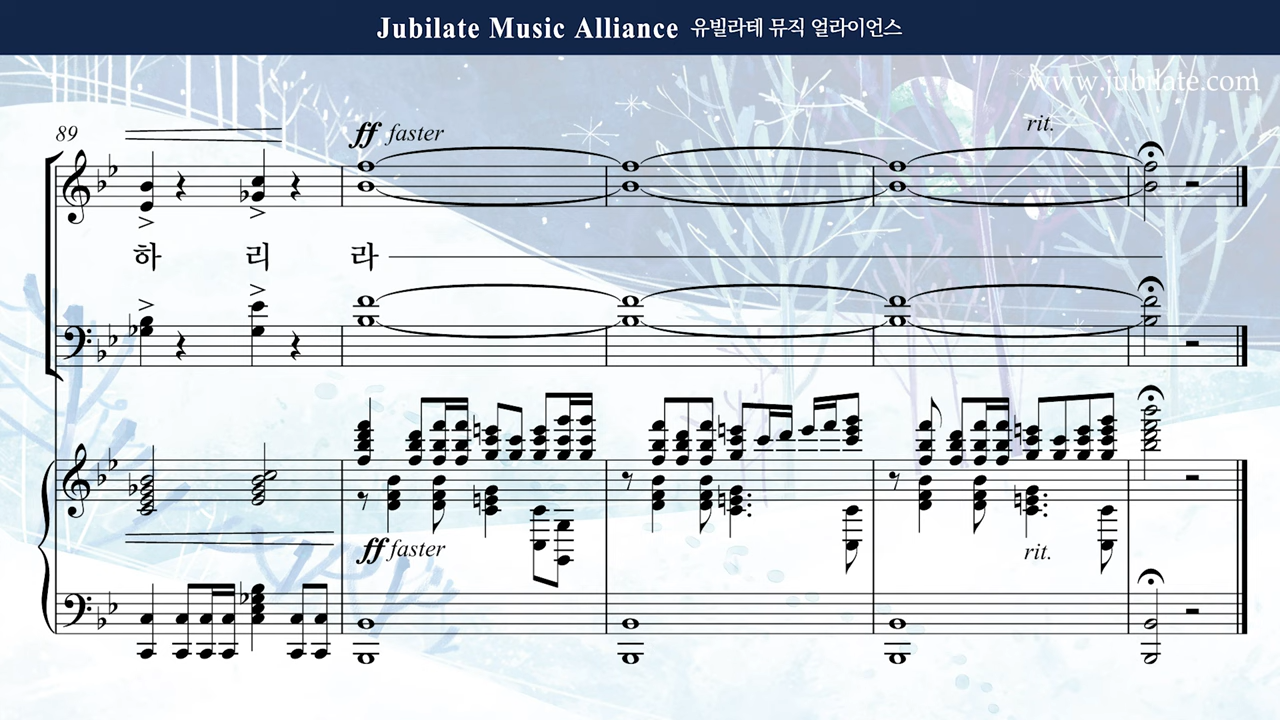 Jubilate Music Alliance 유빌라테 뮤직 얼라이언스
www.jubilate.com
89
ff faster
rit.
하 리 라
ff faster
rit.